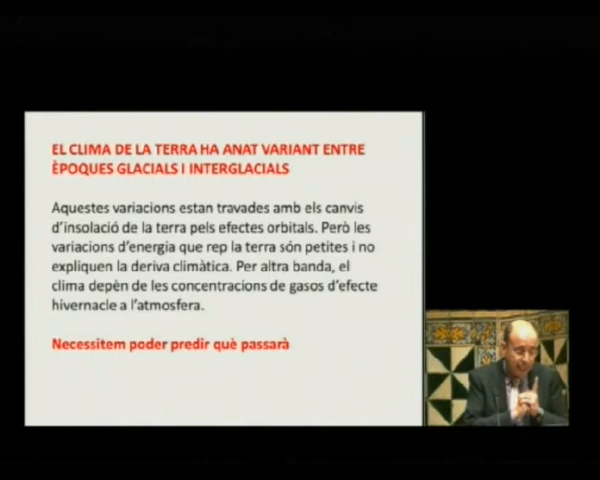 EL CLIMA DE LA TERRA HA ANAT VARIANT ENTRE
ÈPOQUES GLACIALS I INTERGLACIALS
Aquestes variacions estan travades amb els canvis
d'insolació de la terra pels efectes orbitals. Però les
variacions d'energia que rep la terra són petites i no
expliquen la deriva climàtica. Per altra banda, el
clima depèn de les concentracions de gasos d'efecte
hivernacle a l'atmosfera.
Necessitem poder predir què passarà